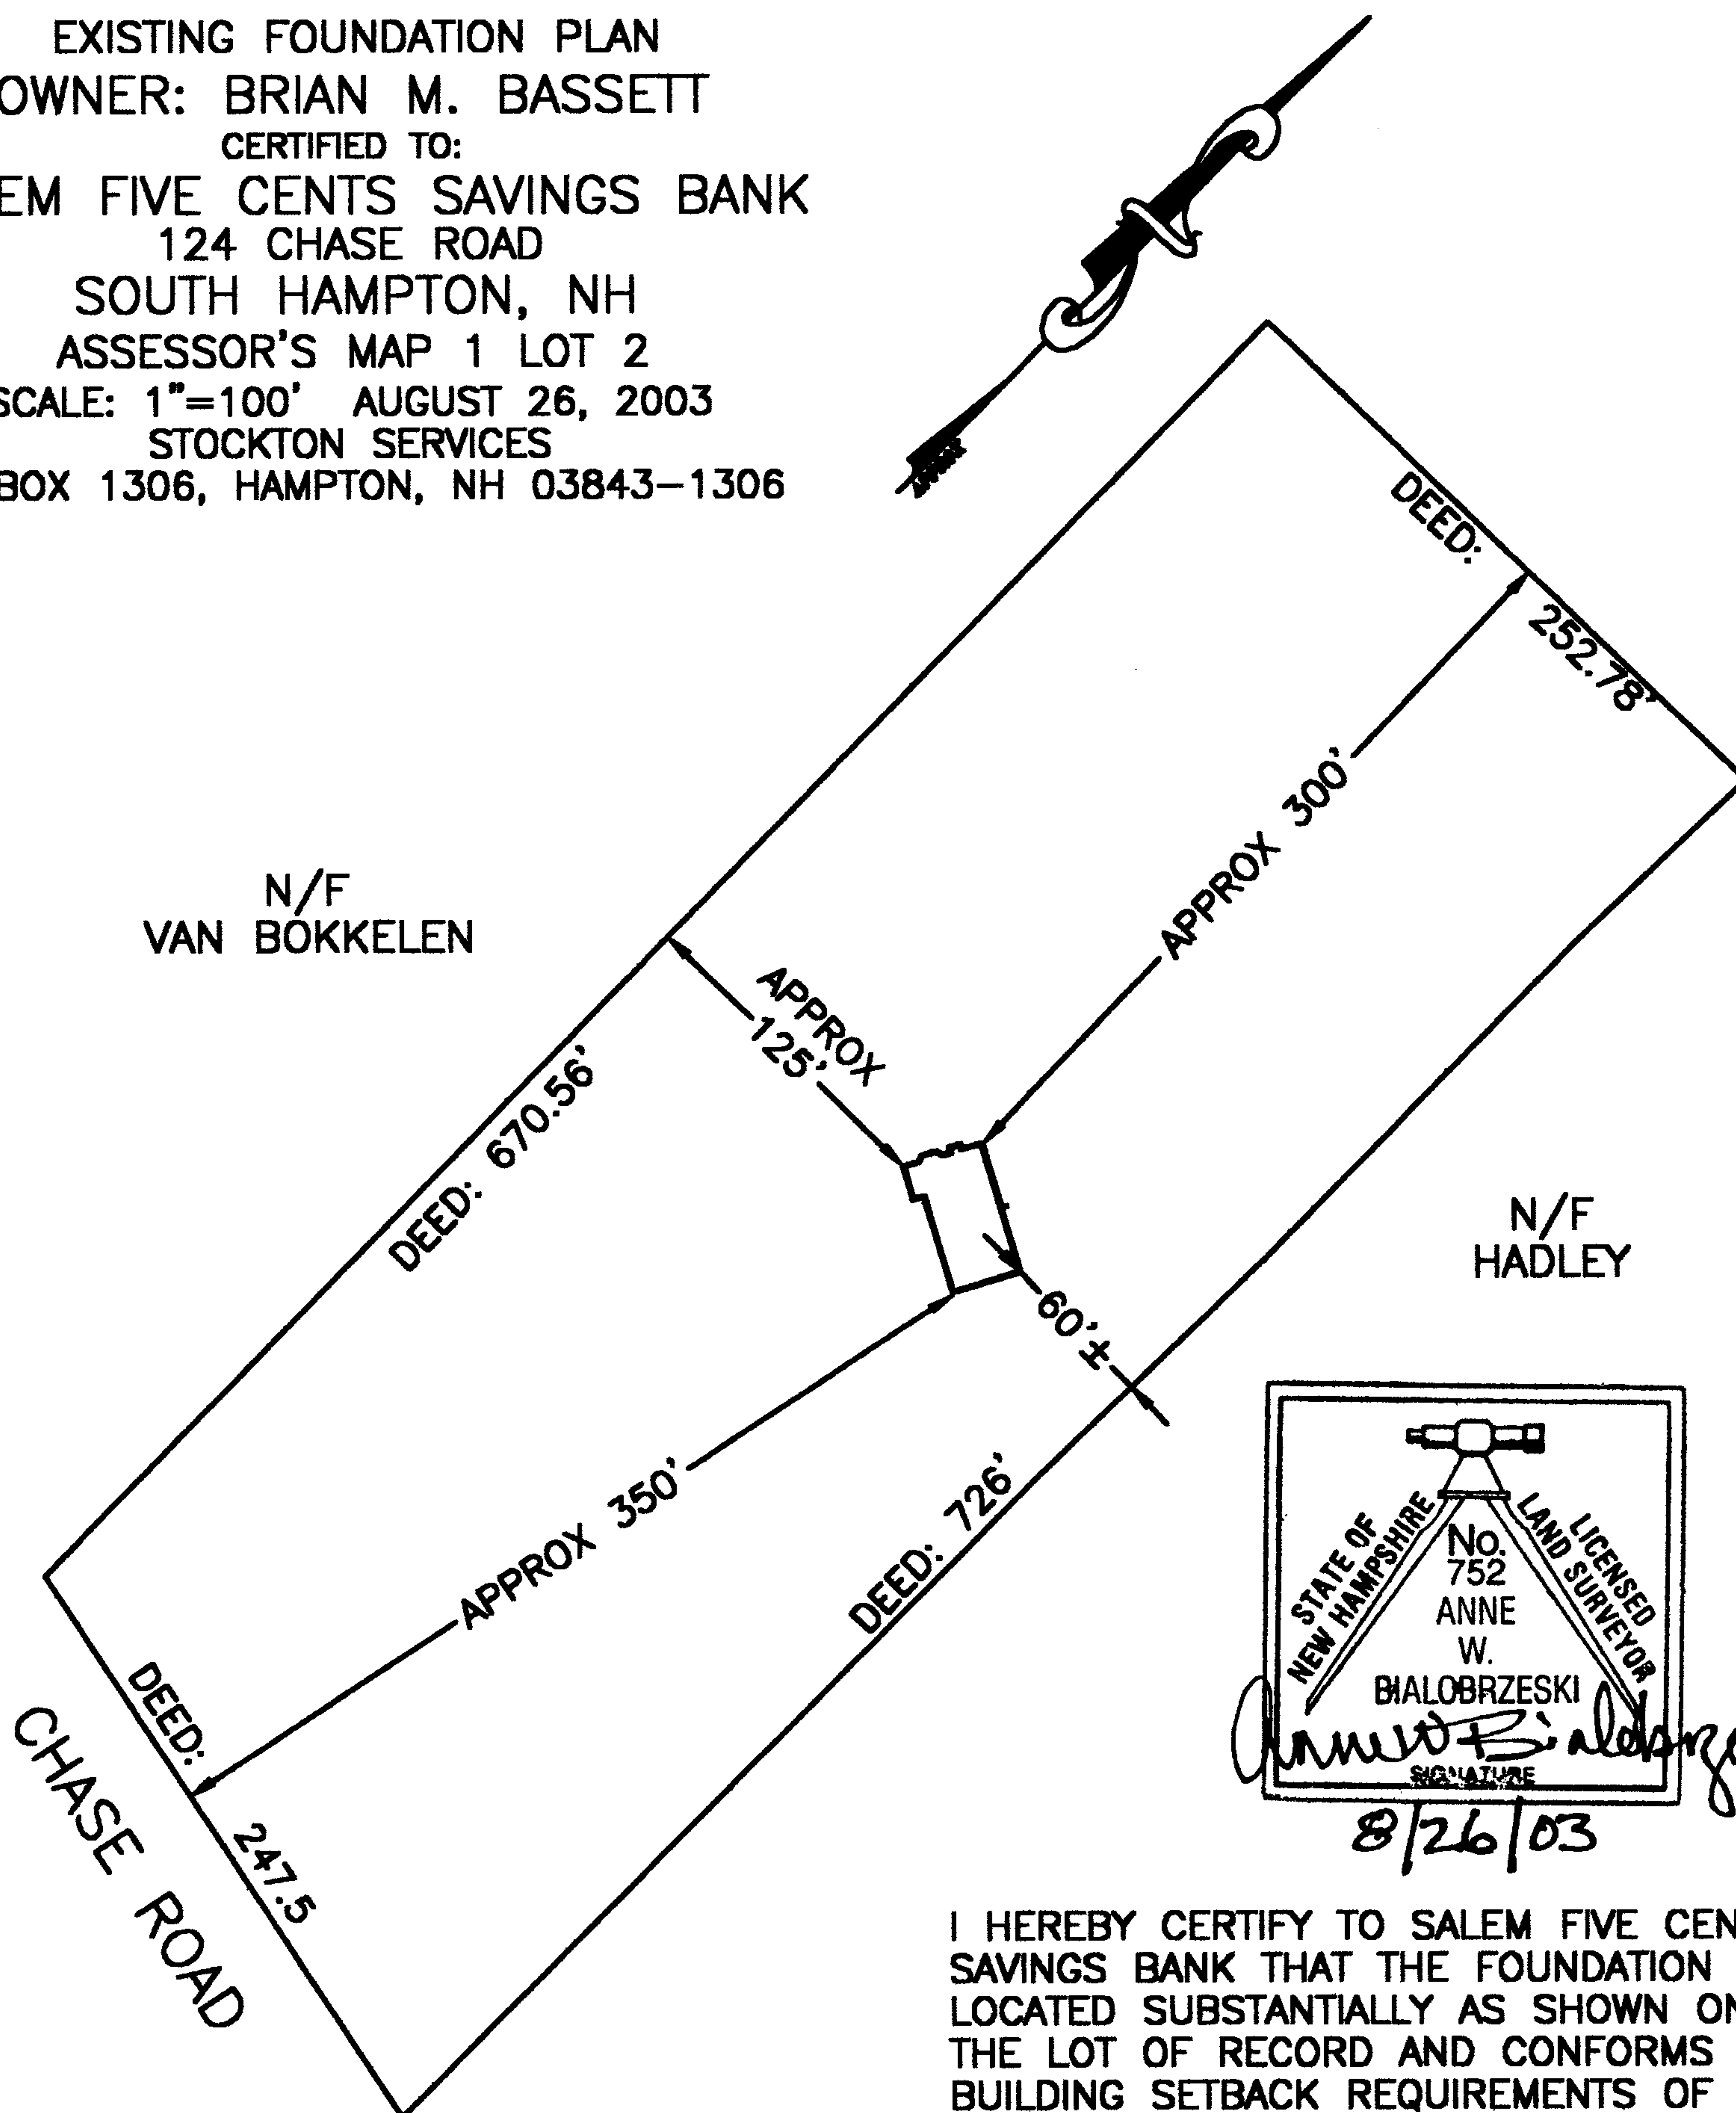 EXISTING FOUNDATION PLAN
OWNER: BRIAN M. BASSETT
CERTIFIED TO:
EM FIVE CENTS SAVINGS BANK
124 CHASE ROAD
SOUTH HAMPTON, NH
ASSESSOR'S MAP 1 LOT 2
SCALE: 1"=100' AUGUST 26, 2003
STOCKTON SERVICES
BOX 1306, HAMPTON, NH 03843-1306
DEED:
252.78'
APPROX 300'
N/F
VAN BOKKELEN
APPROX
125'
DEED: 670.56'
N/F
HADLEY
60'±
APPROX 350'
DEED: 726'
DEED:
247.5
CHASE ROAD
STATE OF
NEW HAMPSHIRE
LICENSED
LAND SURVEYOR
No.
752
ANNE
W.
BIALOBRZESKI
SIGNATURE
8/26/03
I HEREBY CERTIFY TO SALEM FIVE CEN
SAVINGS BANK THAT THE FOUNDATION
LOCATED SUBSTANTIALLY AS SHOWN ON
THE LOT OF RECORD AND CONFORMS
BUILDING SETBACK REQUIREMENTS OF